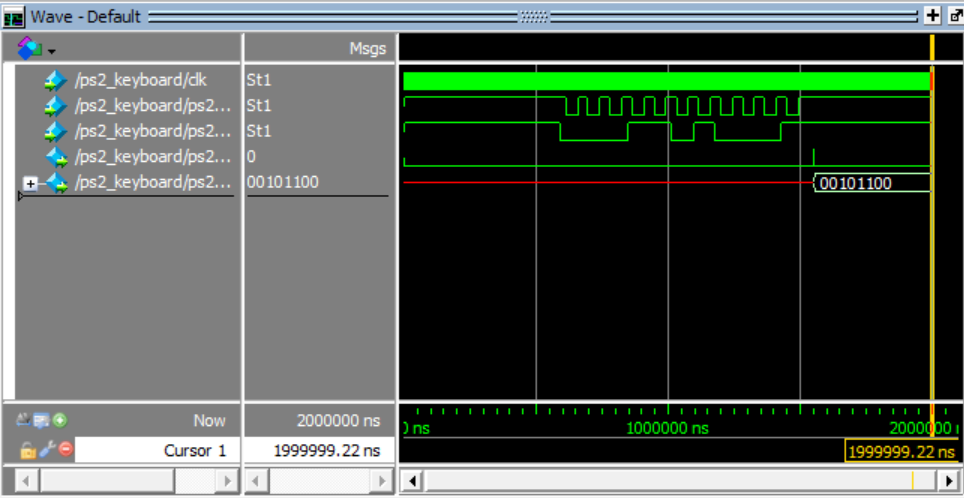 Wave - Default
Msgs
/ps2_keyboard/clk St1
/ps2_keyboard/ps2... St1
/ps2_keyboard/ps2... St1
/ps2_keyboard/ps2... 0
/ps2_keyboard/ps2... 00101100 00101100
Now 2000000 ns ns 1000000 ns 2000000
Cursor 1 1999999.22 ns 1999999.22 ns